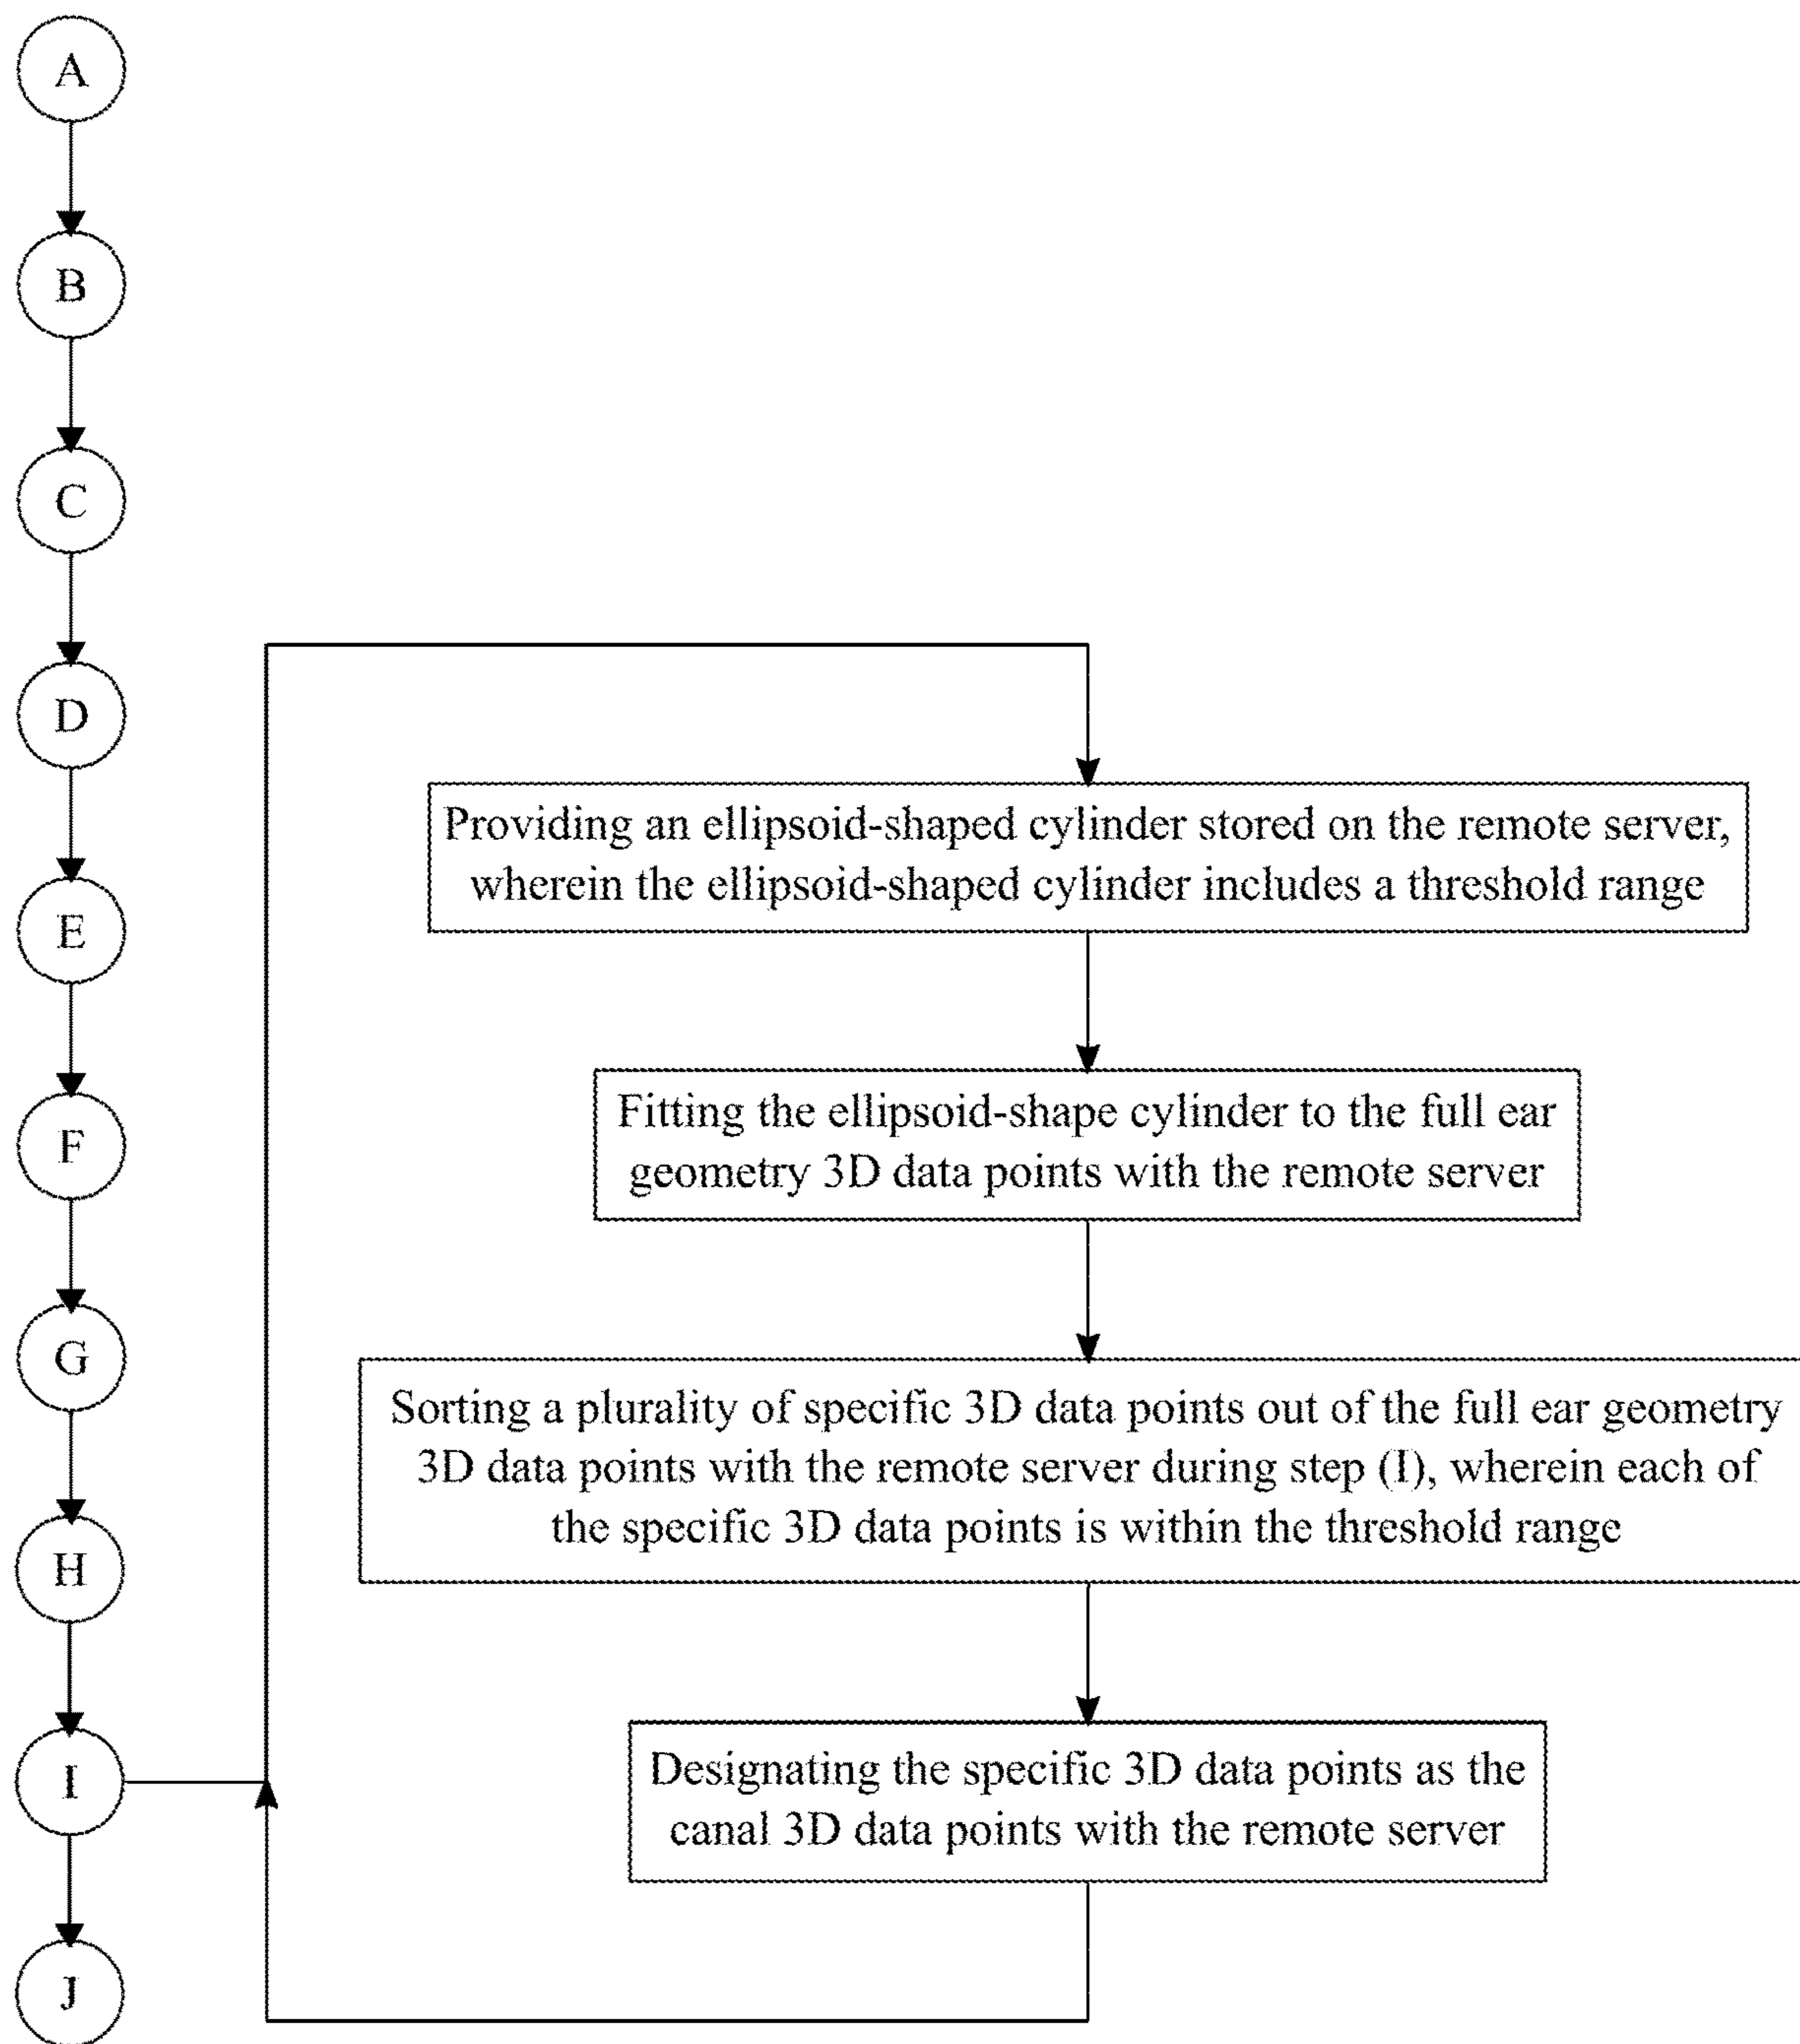 A
B
C
D
E
F
G
H
I
J
Providing an ellipsoid-shaped cylinder stored on the remote server,
wherein the ellipsoid-shaped cylinder includes a threshold range
Fitting the ellipsoid-shape cylinder to the full ear
geometry 3D data points with the remote server
Sorting a plurality of specific 3D data points out of the full ear geometry
3D data points with the remote server during step (I), wherein each of
the specific 3D data points is within the threshold range
Designating the specific 3D data points as the
canal 3D data points with the remote server